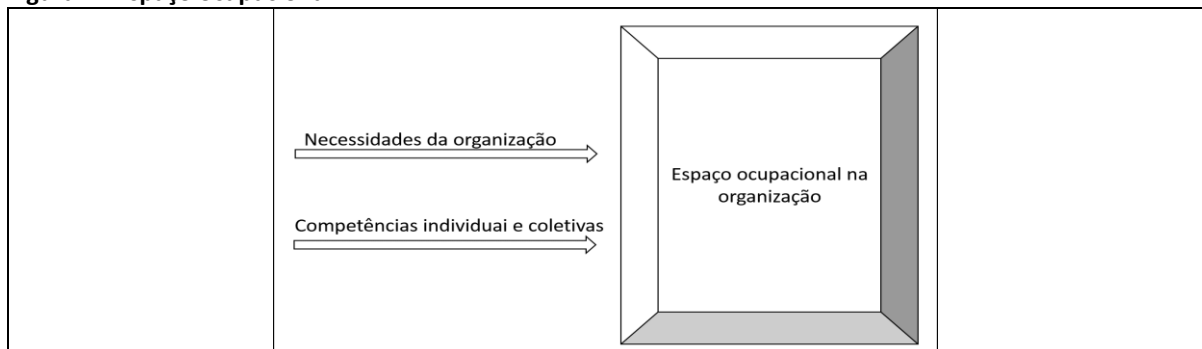 Necessidades da organização
Competências individuai e coletivas
Espaço ocupacional na
organização